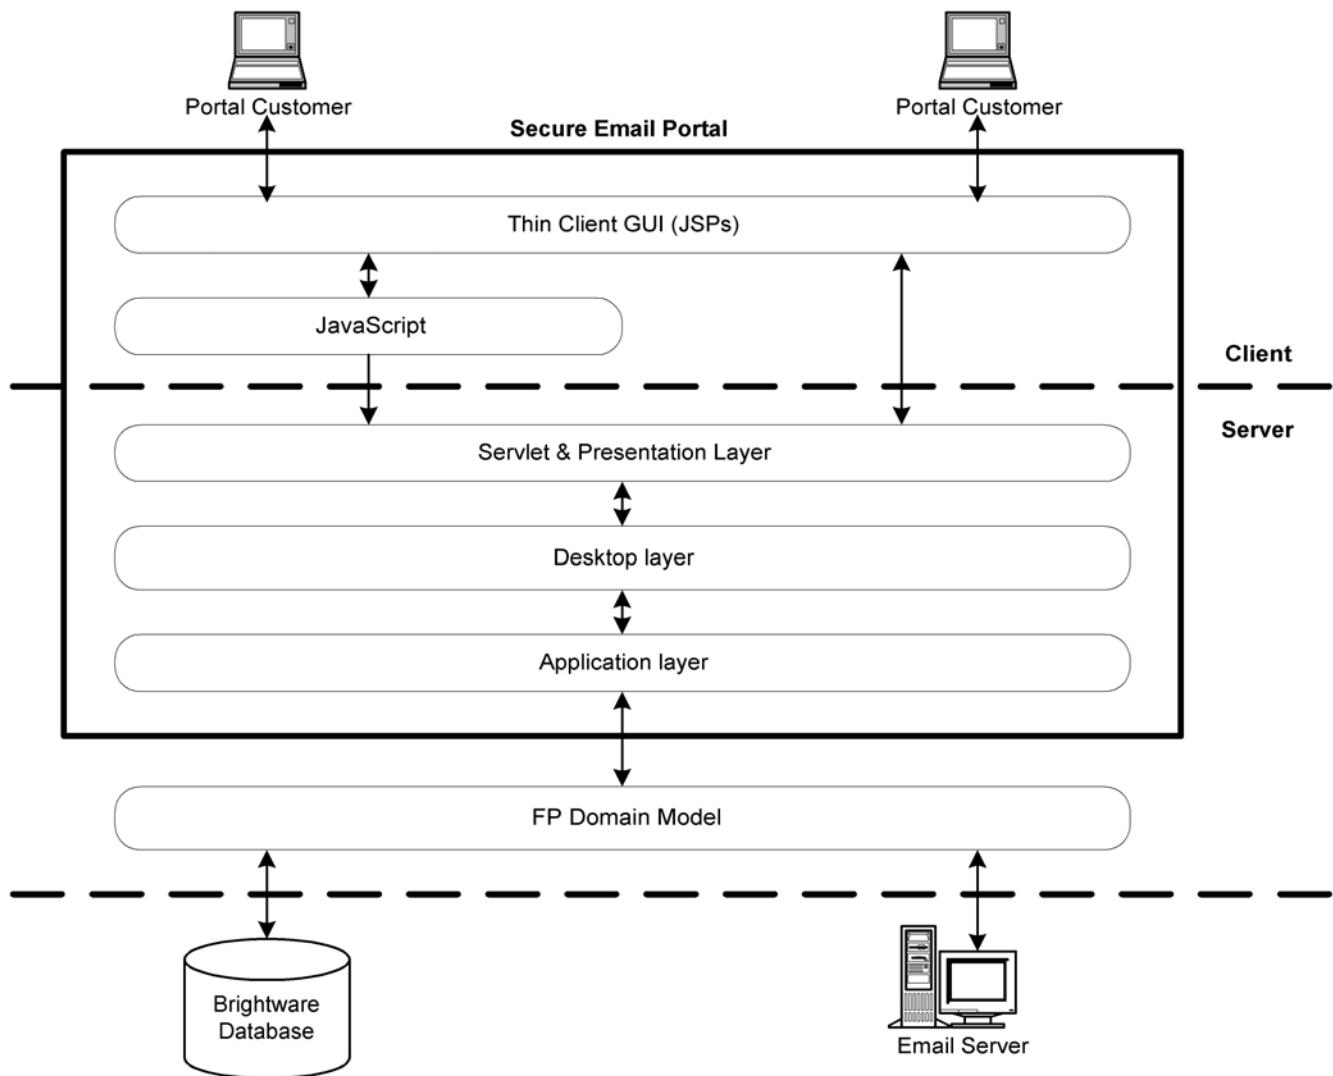 Portal Customer
Portal Customer
Secure Email Portal
Thin Client GUI (JSPs)
JavaScript
Client
Server
Servlet & Presentation Layer
Desktop layer
Application layer
FP Domain Model
Brightware
Database
Email Server